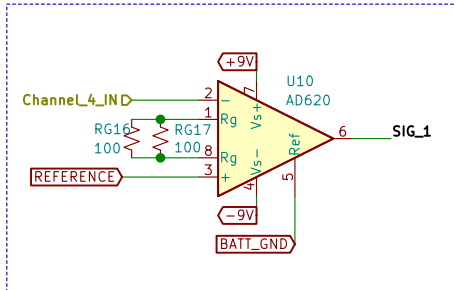 +9V
U10
AD620
Channel_4_IN
2
-
7
Vs+
1
Rg
RG16
100
RG17
100
6
SIG_1
Ref
8
Rg
REFERENCE
3
+
Vs-
4
5
-9V
BATT_GND